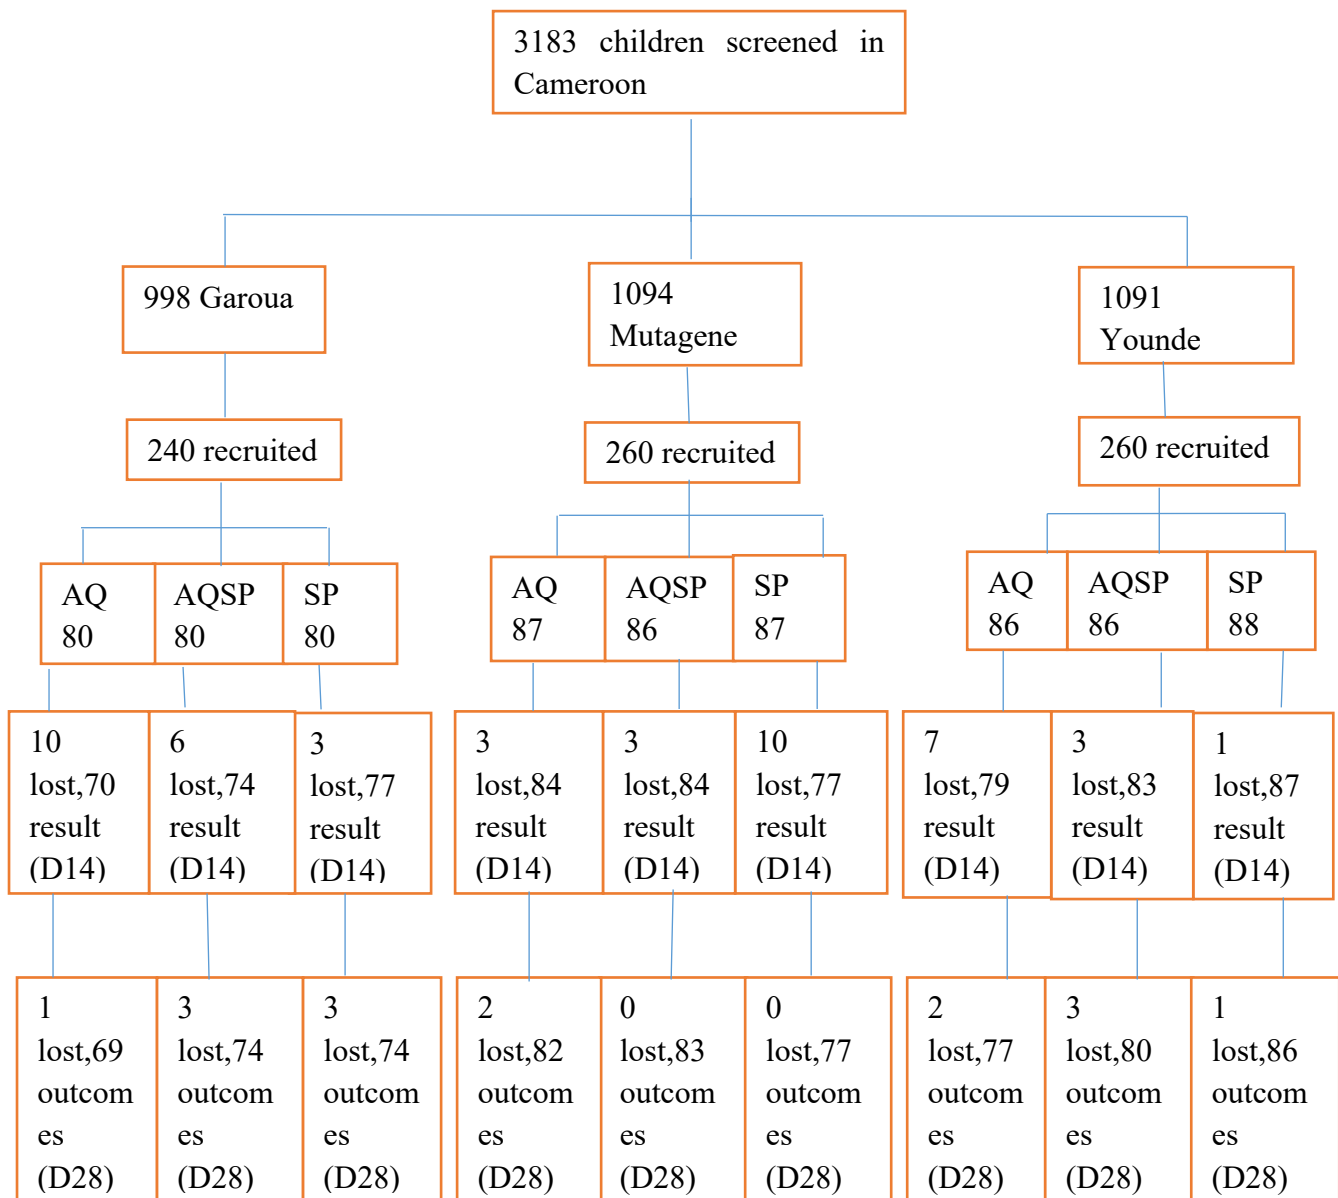 3183 children screened in
Cameroon
998 Garoua
1094
Mutagene
1091
Younde
240 recruited
260 recruited
260 recruited
AQ
80
AQSP
80
SP
80
AQ
87
AQSP
86
SP
87
AQ
86
AQSP
86
SP
88
10
lost,70
result
(D14)
6
lost,74
result
(D14)
3
lost,77
result
(D14)
3
lost,84
result
(D14)
3
lost,84
result
(D14)
10
lost,77
result
(D14)
7
lost,79
result
(D14)
3
lost,83
result
(D14)
1
lost,87
result
(D14)
1
lost,69
outcom
es
(D28)
3
lost,74
outcom
es
(D28)
3
lost,74
outcom
es
(D28)
2
lost,82
outcom
es
(D28)
0
lost,83
outcom
es
(D28)
0
lost,77
outcom
es
(D28)
2
lost,77
outcom
es
(D28)
3
lost,80
outcom
es
(D28)
1
lost,86
outcom
es
(D28)